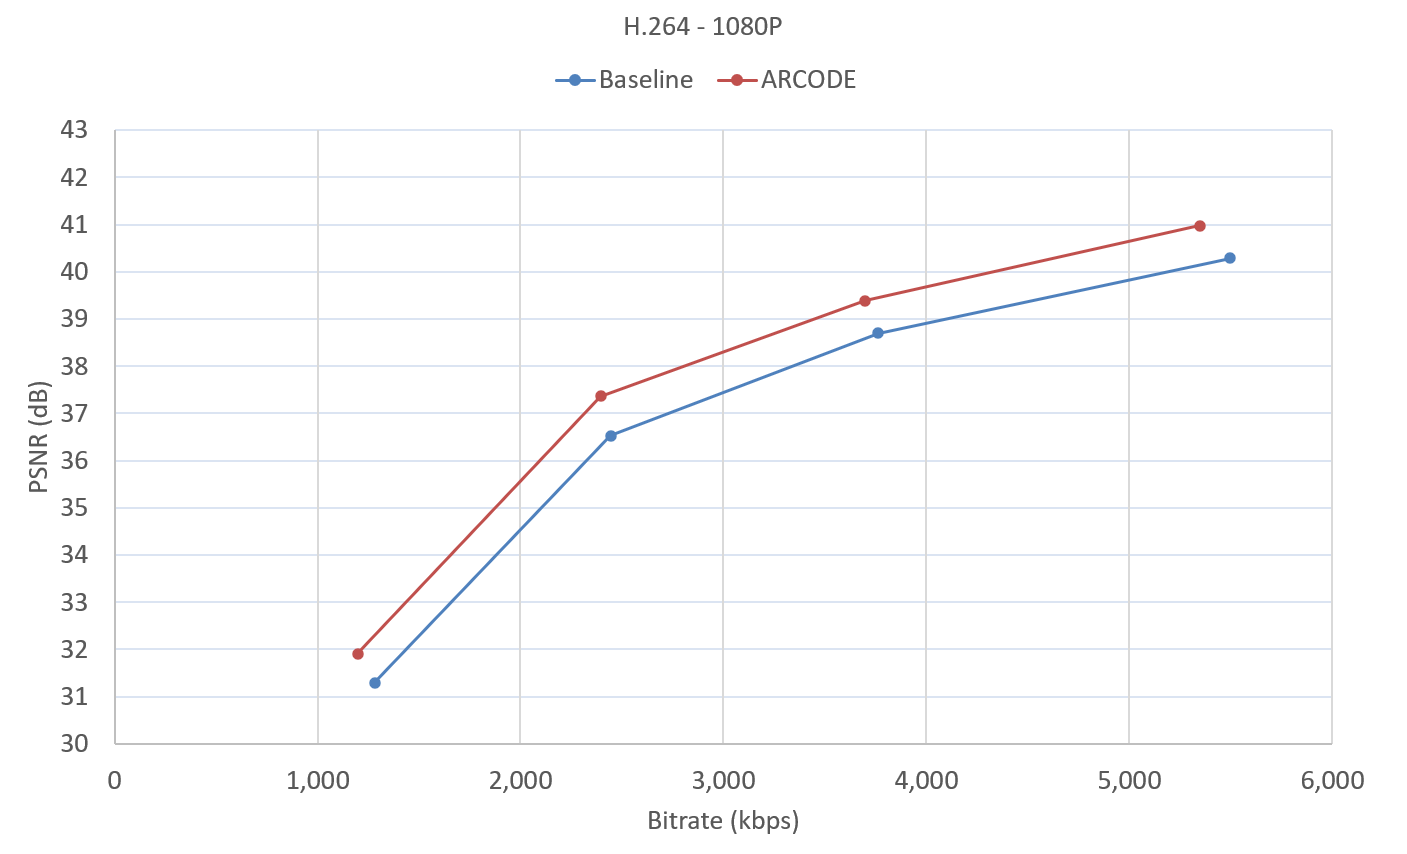 H.264 - 1080P
Baseline ARCODE
43
42
41
40
39
38
37
36
35
34
33
32
31
30
PSNR (dB)
0 1,000 2,000 3,000 4,000 5,000 6,000
Bitrate (kbps)